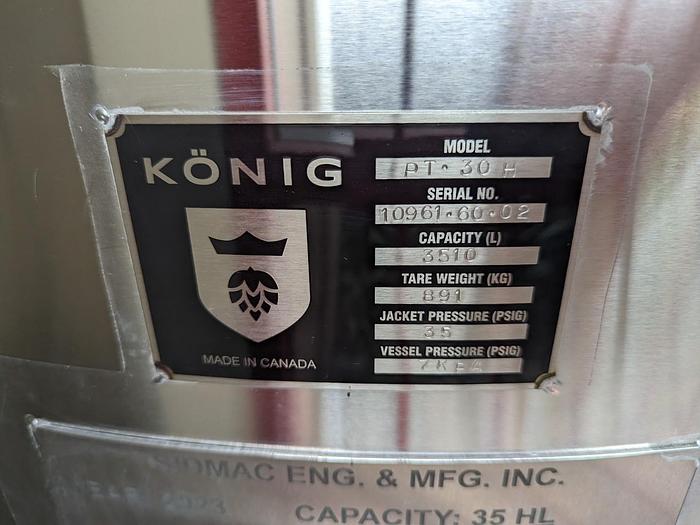 KÖNIG
MADE IN CANADA
MODEL
PT·30H
SERIAL NO.
10961·60·02
CAPACITY (L)
3510
TARE WEIGHT (KG)
891
JACKET PRESSURE (PSIG)
35
VESSEL PRESSURE (PSIG)
ENG. & MFG. INC.
2023
CAPACITY: 35 HL